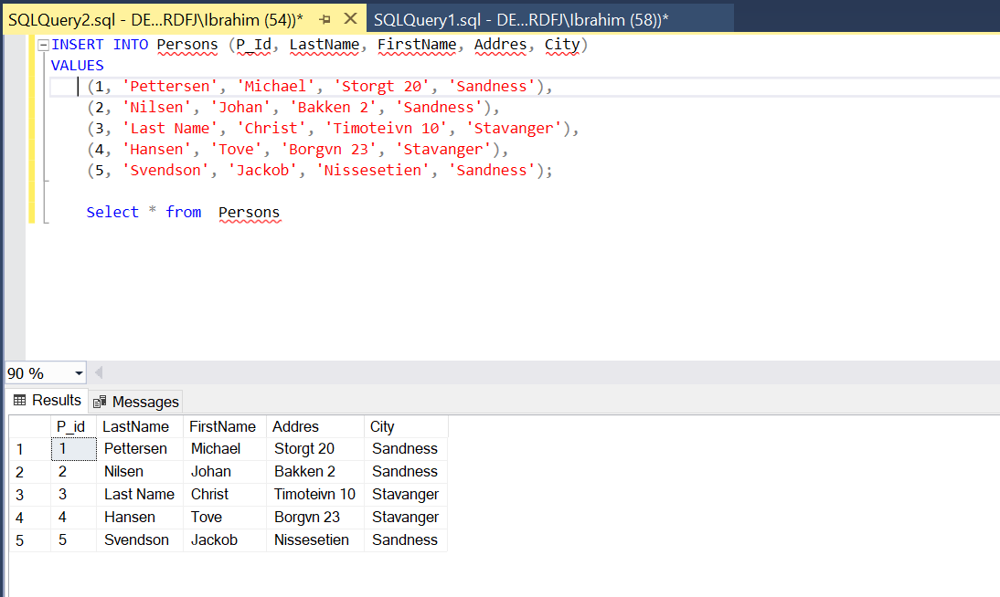 SQLQuery2.sql - DE...RDFJ\Ibrahim (54))* SQLQuery1.sql - DE...RDFJ\Ibrahim (58))*
INSERT INTO Persons (P_Id, LastName, FirstName, Addres, City)
VALUES
(1, 'Pettersen', 'Michael', 'Storgt 20', 'Sandness'),
(2, 'Nilsen', 'Johan', 'Bakken 2', 'Sandness'),
(3, 'Last Name', 'Christ', 'Timoteivn 10', 'Stavanger'),
(4, 'Hansen', 'Tove', 'Borgvn 23', 'Stavanger'),
(5, 'Svendson', 'Jackob', 'Nissesetien', 'Sandness');
Select * from  Persons
90 %
Results Messages
P_id LastName FirstName Addres City
1 1 Pettersen Michael Storgt 20 Sandness
2 2 Nilsen Johan Bakken 2 Sandness
3 3 Last Name Christ Timoteivn 10 Stavanger
4 4 Hansen Tove Borgvn 23 Stavanger
5 5 Svendson Jackob Nissesetien Sandness